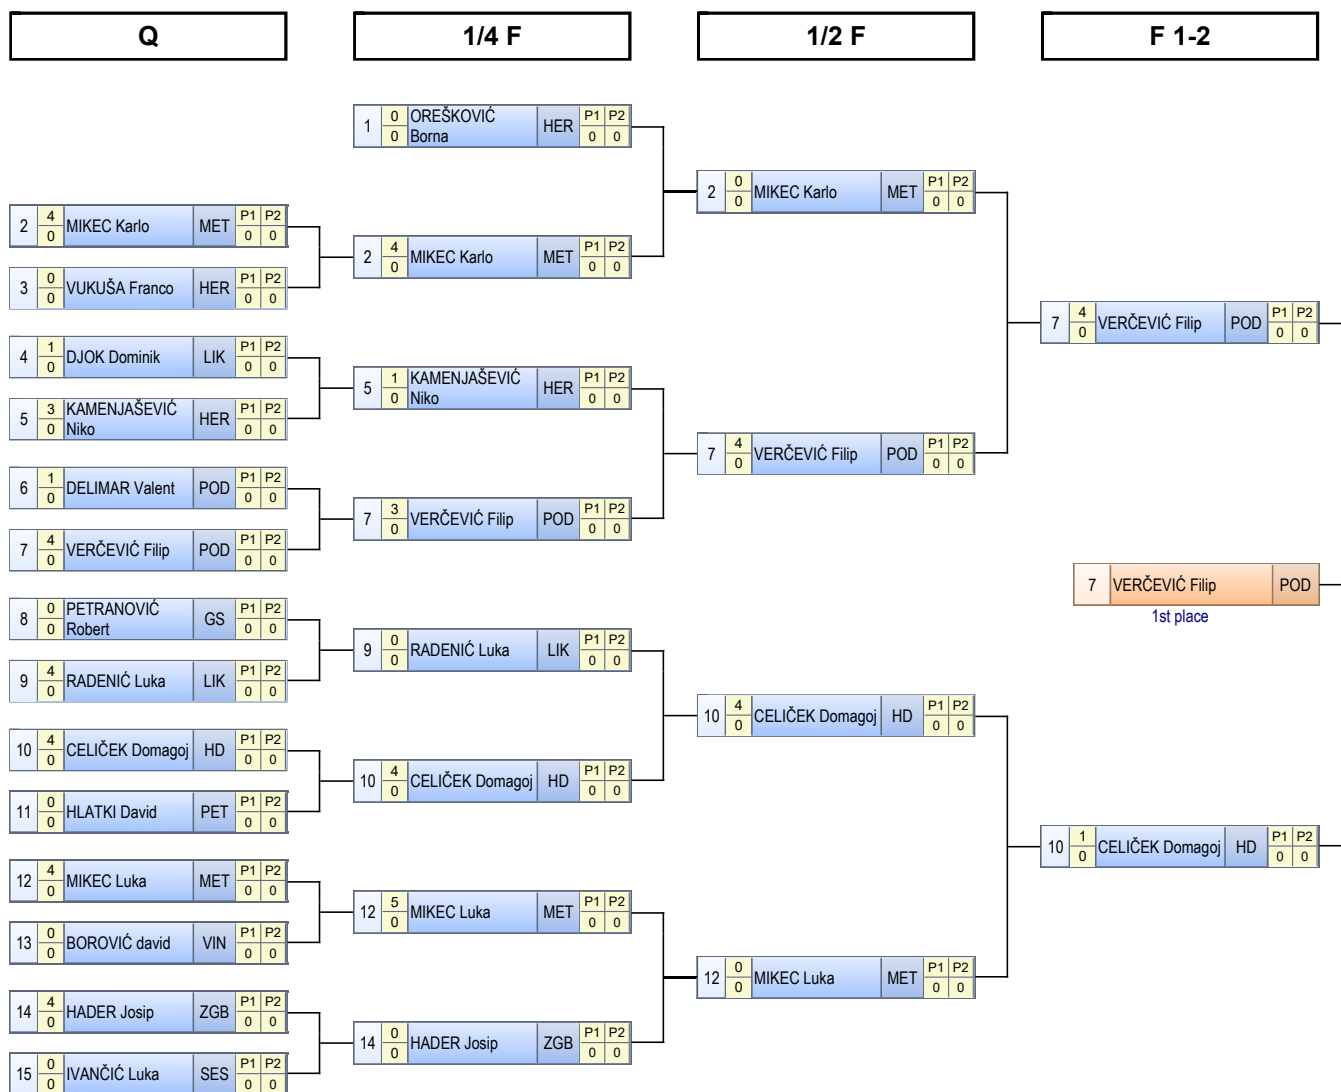 Q
1/4 F
1/2 F
F 1-2
1 0 OREŠKOVIĆ HER P1 P2
0 Borna 0 0
2 0 MIKEC Karlo MET P1 P2
0 0 0
2 4 MIKEC Karlo MET P1 P2
0 0 0
2 4 MIKEC Karlo MET P1 P2
0 0 0
3 0 VUKUŠA Franco HER P1 P2
0 0 0
7 4 VERČEVIĆ Filip POD P1 P2
0 0 0
4 1 DJOK Dominik LIK P1 P2
0 0 0
5 1 KAMENJAŠEVIĆ HER P1 P2
0 Niko 0 0
5 3 KAMENJAŠEVIĆ HER P1 P2
0 Niko 0 0
7 4 VERČEVIĆ Filip POD P1 P2
0 0 0
6 1 DELIMAR Valent POD P1 P2
0 0 0
7 3 VERČEVIĆ Filip POD P1 P2
0 0 0
7 4 VERČEVIĆ Filip POD P1 P2
0 0 0
7 VERČEVIĆ Filip POD
1st place
8 0 PETRANOVIĆ GS P1 P2
0 Robert 0 0
9 0 RADENIĆ Luka LIK P1 P2
0 0 0
9 4 RADENIĆ Luka LIK P1 P2
0 0 0
10 4 CELIČEK Domagoj HD P1 P2
0 0 0
10 4 CELIČEK Domagoj HD P1 P2
0 0 0
10 4 CELIČEK Domagoj HD P1 P2
0 0 0
11 0 HLATKI David PET P1 P2
0 0 0
10 1 CELIČEK Domagoj HD P1 P2
0 0 0
12 4 MIKEC Luka MET P1 P2
0 0 0
12 5 MIKEC Luka MET P1 P2
0 0 0
13 0 BOROVIĆ david VIN P1 P2
0 0 0
12 0 MIKEC Luka MET P1 P2
0 0 0
14 4 HADER Josip ZGB P1 P2
0 0 0
14 0 HADER Josip ZGB P1 P2
0 0 0
15 0 IVANČIĆ Luka SES P1 P2
0 0 0